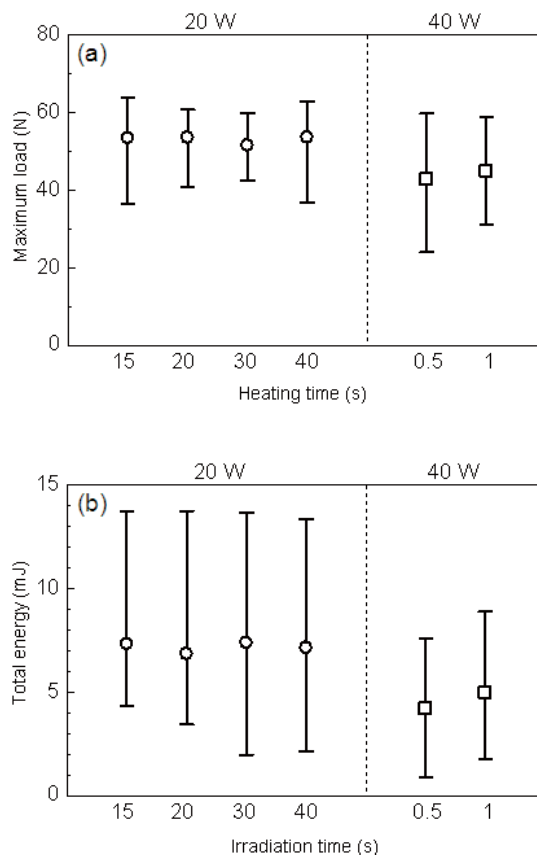 20 W 40 W
(a)
80
60
40
20
0
Maximum load (N)
15 20 30 40 0.5 1
Heating time (s)
20 W 40 W
(b)
15
10
5
0
Total energy (mJ)
15 20 30 40 0.5 1
Irradiation time (s)